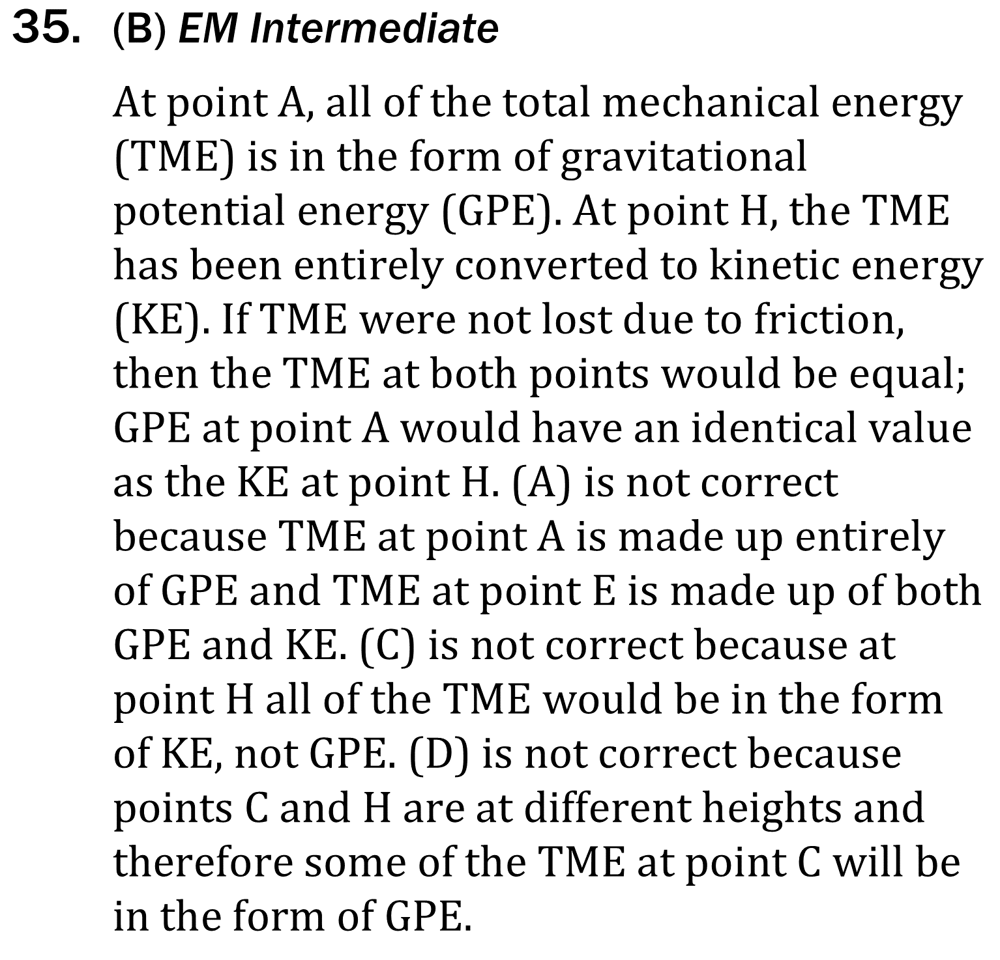 35. (B) EM Intermediate
At point A, all of the total mechanical energy
(TME) is in the form of gravitational
potential energy (GPE). At point H, the TME
has been entirely converted to kinetic energy
(KE). If TME were not lost due to friction,
then the TME at both points would be equal;
GPE at point A would have an identical value
as the KE at point H. (A) is not correct
because TME at point A is made up entirely
of GPE and TME at point E is made up of both
GPE and KE. (C) is not correct because at
point H all of the TME would be in the form
of KE, not GPE. (D) is not correct because
points C and H are at different heights and
therefore some of the TME at point C will be
in the form of GPE.